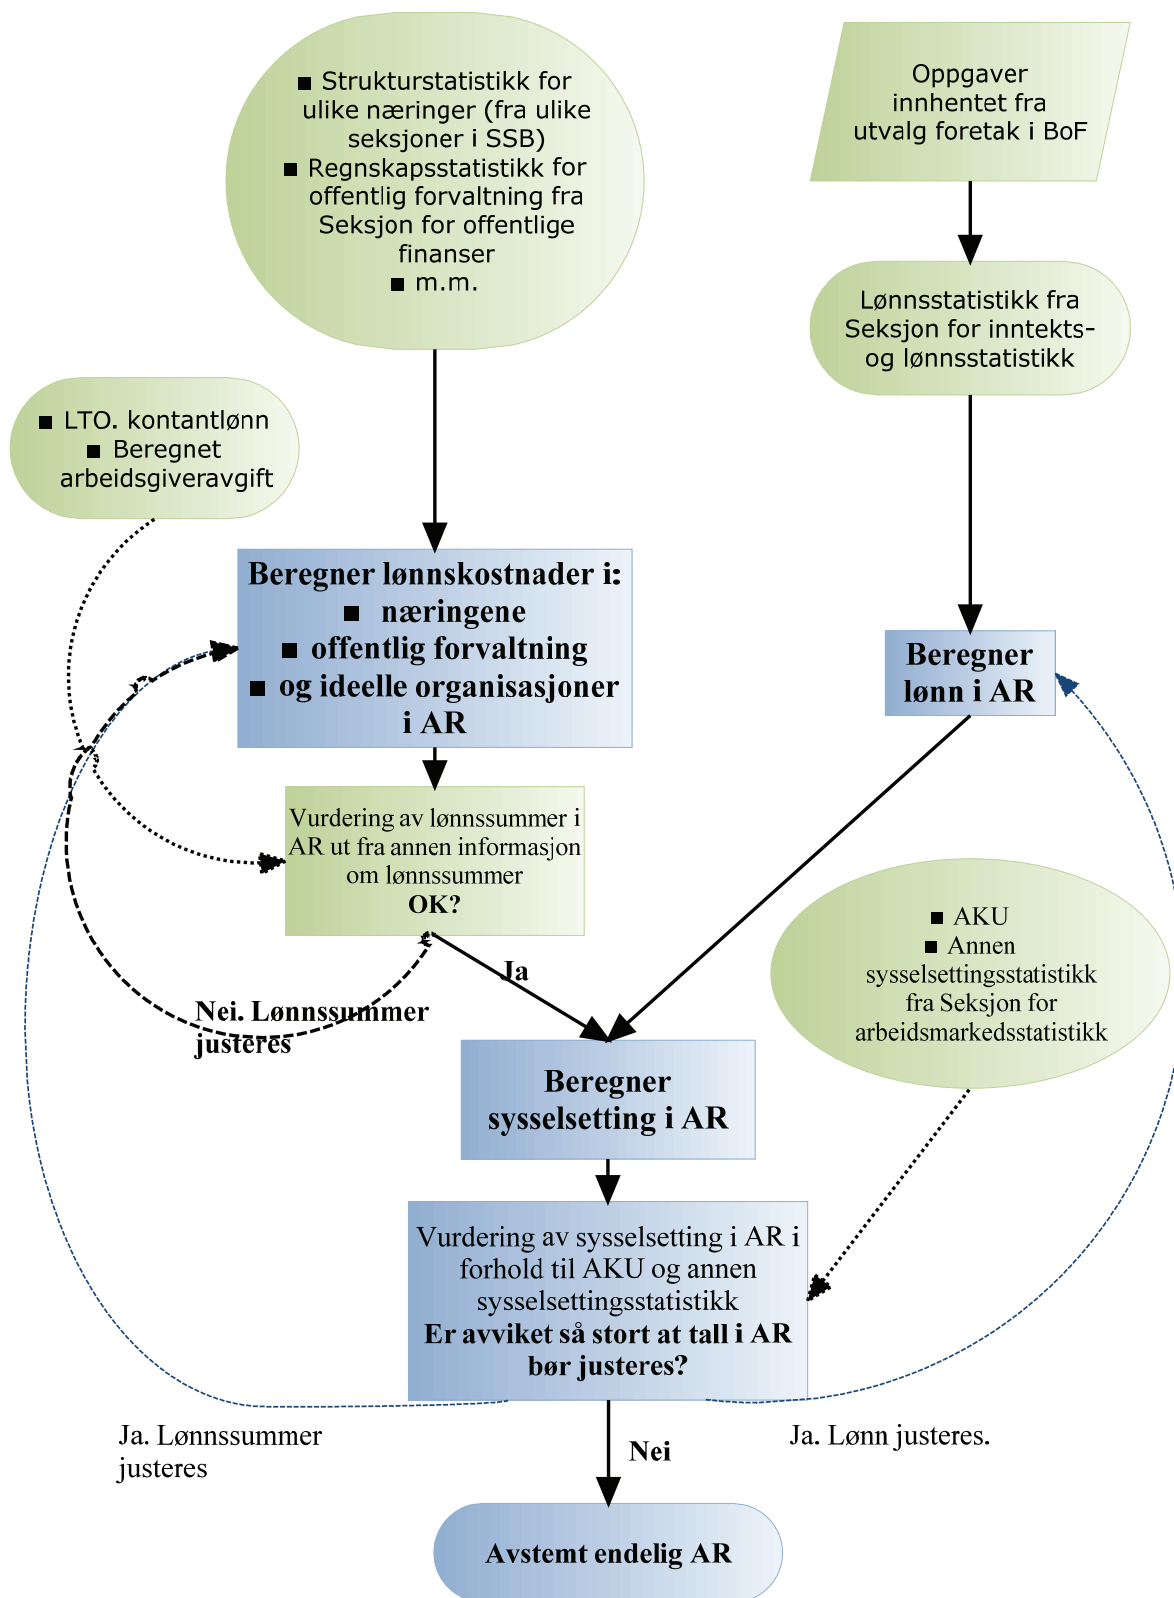 ■ Strukturstatistikk for
ulike næringer (fra ulike
seksjoner i SSB)
■ Regnskapsstatistikk for
offentlig forvaltning fra
Seksjon for offentlige
finanser
■ m.m.
Oppgaver
innhentet fra
utvalg foretak i BoF
Lønnsstatistikk fra
Seksjon for inntekts-
og lønnsstatistikk
■ LTO. kontantlønn
■ Beregnet
arbeidsgiveravgift
Beregner lønnskostnader i:
■ næringene
■ offentlig forvaltning
■ og ideelle organisasjoner
i AR
Beregner
lønn i AR
Vurdering av lønnssummer i
AR ut fra annen informasjon
om lønnssummer
OK?
■ AKU
■ Annen
sysselsettingsstatistikk
fra Seksjon for
arbeidsmarkedsstatistikk
Ja
Nei. Lønnssummer
justeres
Beregner
sysselsetting i AR
Vurdering av sysselsetting i AR i
forhold til AKU og annen
sysselsettingsstatistikk
Er avviket så stort at tall i AR
bør justeres?
Ja. Lønnssummer
justeres
Nei
Ja. Lønn justeres.
Avstemt endelig AR